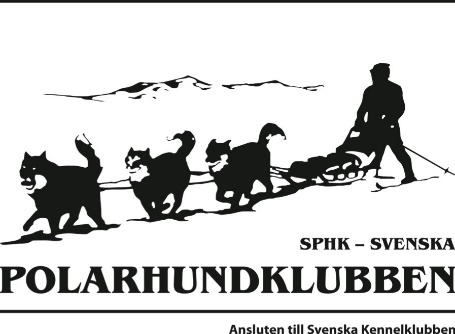 SPHK – SVENSKA
POLARHUNDKLUBBEN
Ansluten till Svenska Kennelklubben